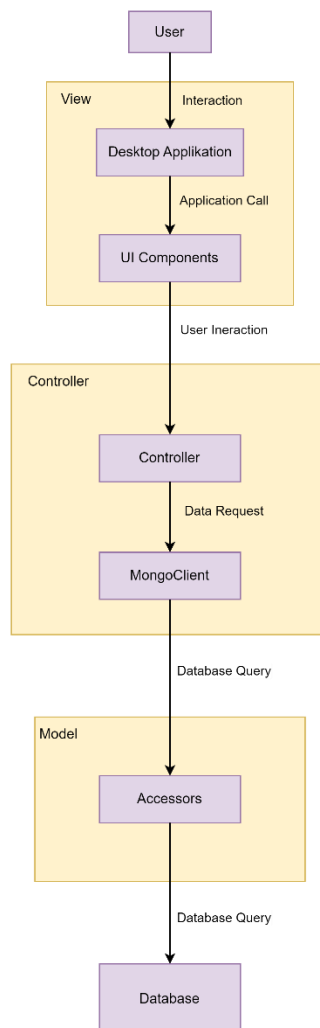 User
Interaction
View
Desktop Applikation
Application Call
UI Components
User Ineraction
Controller
Controller
Data Request
MongoClient
Database Query
Model
Accessors
Database Query
Database